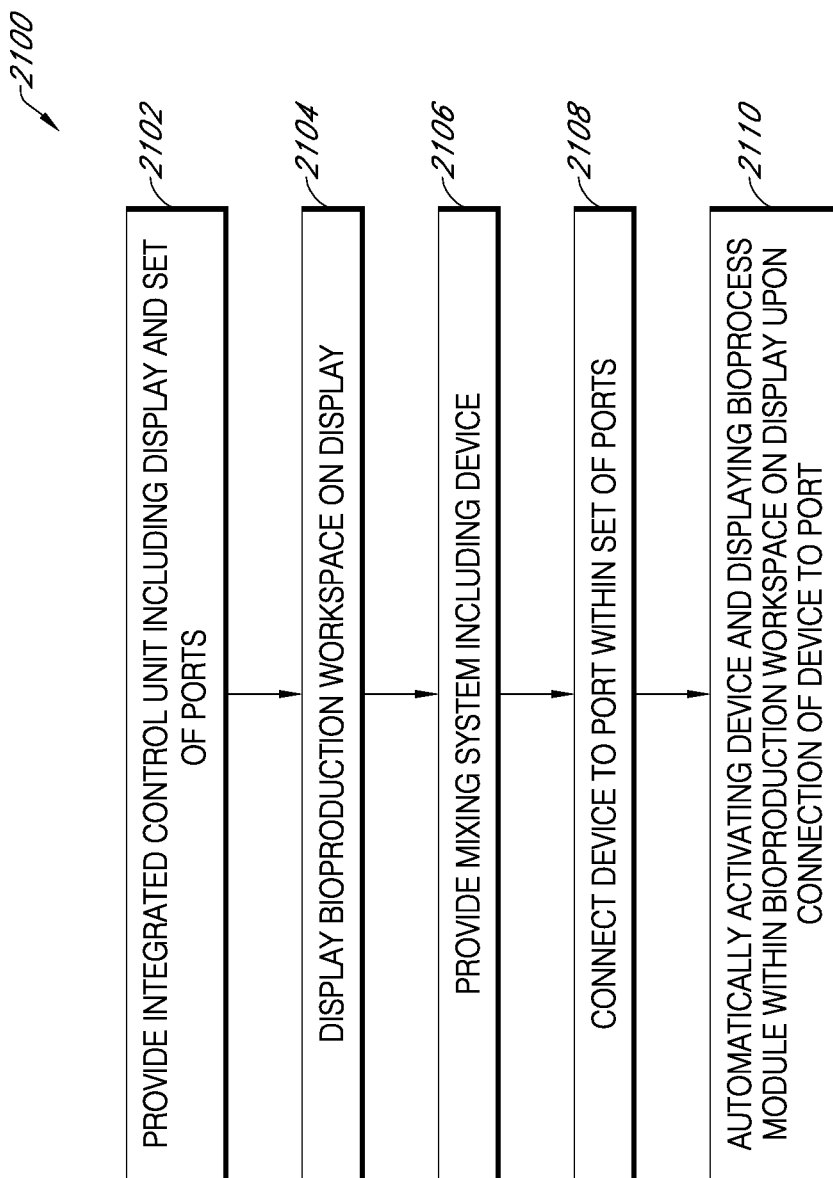 2100
2102
PROVIDE INTEGRATED CONTROL UNIT INCLUDING DISPLAY AND SET
OF PORTS
2104
DISPLAY BIOPRODUCTION WORKSPACE ON DISPLAY
2106
PROVIDE MIXING SYSTEM INCLUDING DEVICE
2108
CONNECT DEVICE TO PORT WITHIN SET OF PORTS
2110
AUTOMATICALLY ACTIVATING DEVICE AND DISPLAYING BIOPROCESS
MODULE WITHIN BIOPRODUCTION WORKSPACE ON DISPLAY UPON
CONNECTION OF DEVICE TO PORT